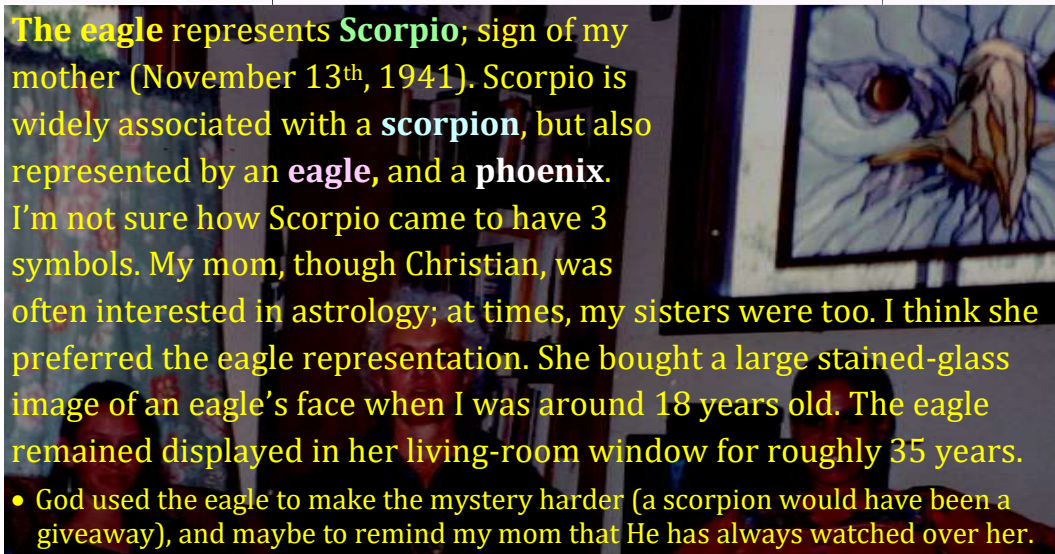 The eagle represents Scorpio; sign of my
mother (November 13th, 1941). Scorpio is
widely associated with a scorpion, but also
represented by an eagle, and a phoenix.
I’m not sure how Scorpio came to have 3
symbols. My mom, though Christian, was
often interested in astrology; at times, my sisters were too. I think she
preferred the eagle representation. She bought a large stained-glass
image of an eagle’s face when I was around 18 years old. The eagle
remained displayed in her living-room window for roughly 35 years.
• God used the eagle to make the mystery harder (a scorpion would have been a
giveaway), and maybe to remind my mom that He has always watched over her.